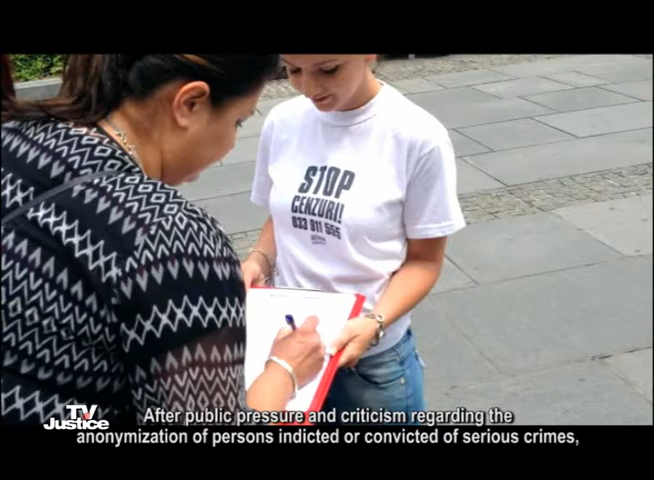 STOP
CENZURI!
033 911 555
TV
Justice
After public pressure and criticism regarding the
anonymization of persons indicted or convicted of serious crimes,